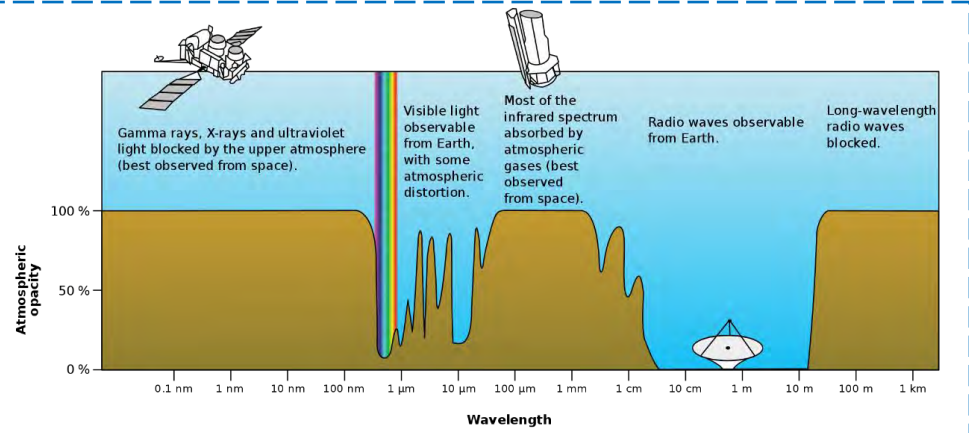 Gamma rays, X-rays and ultraviolet
light blocked by the upper atmosphere
(best observed from space).
Visible light
observable
from Earth,
with some
atmospheric
distortion.
Most of the
infrared spectrum
absorbed by
atmospheric
gases (best
observed
from space).
Radio waves observable
from Earth.
Long-wavelength
radio waves
blocked.
Atmospheric
opacity
100 %
50 %
0 %
0.1 nm
1 nm
10 nm
100 nm
1 μm
10 μm
100 μm
1 mm
1 cm
10 cm
1 m
10 m
100 m
1 km
Wavelength